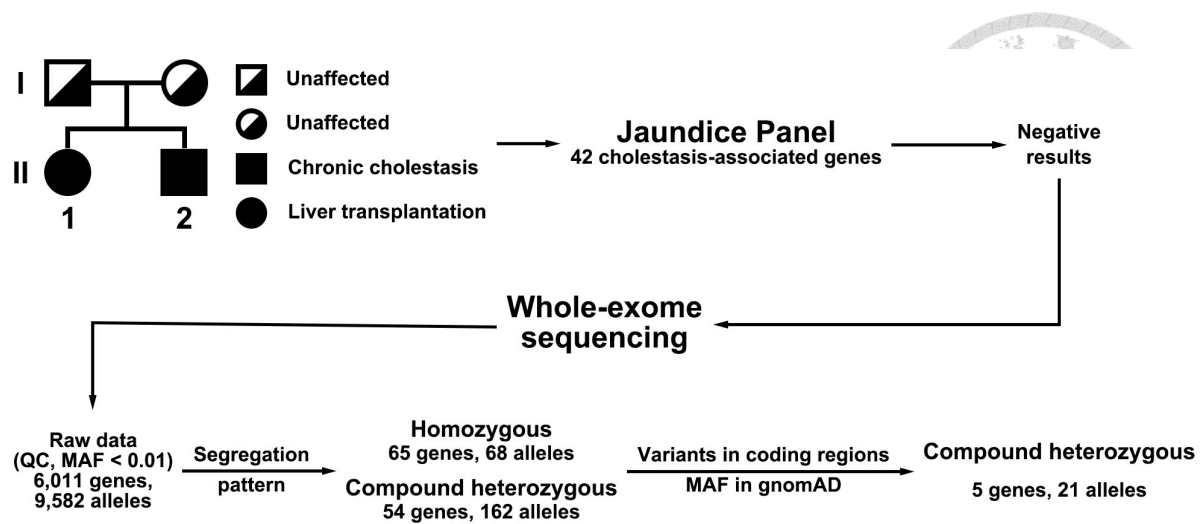 I
II
1
2
Unaffected
Unaffected
Chronic cholestasis
Liver transplantation
Jaundice Panel
42 cholestasis-associated genes
Negative
results
Whole-exome
sequencing
Raw data
(QC, MAF < 0.01)
6,011 genes,
9,582 alleles
Segregation
pattern
Homozygous
65 genes, 68 alleles
Compound heterozygous
54 genes, 162 alleles
Variants in coding regions
MAF in gnomAD
Compound heterozygous
5 genes, 21 alleles